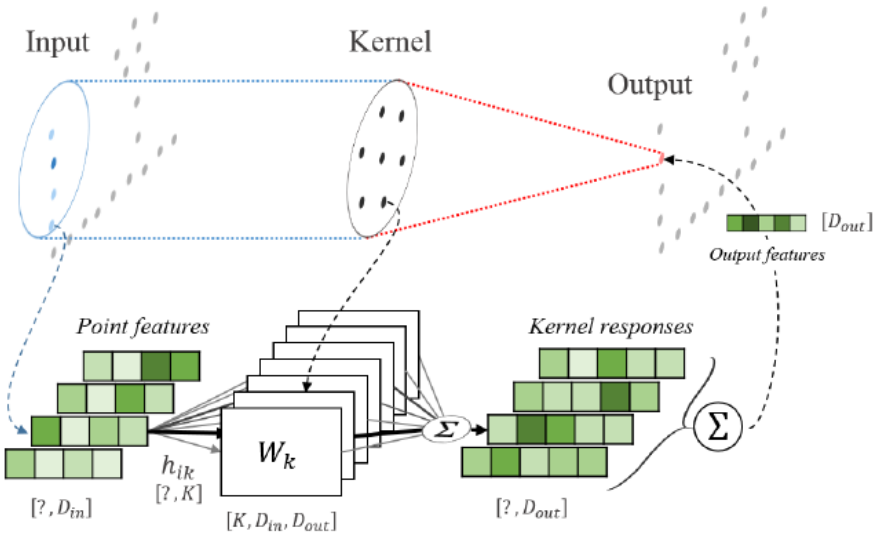 Input
Kernel
Output
[D_out]
Output features
Point features
Kernel responses
h_ik
[?, K]
W_k
Σ
Σ
[?, D_in]
[K, D_in, D_out]
[?, D_out]